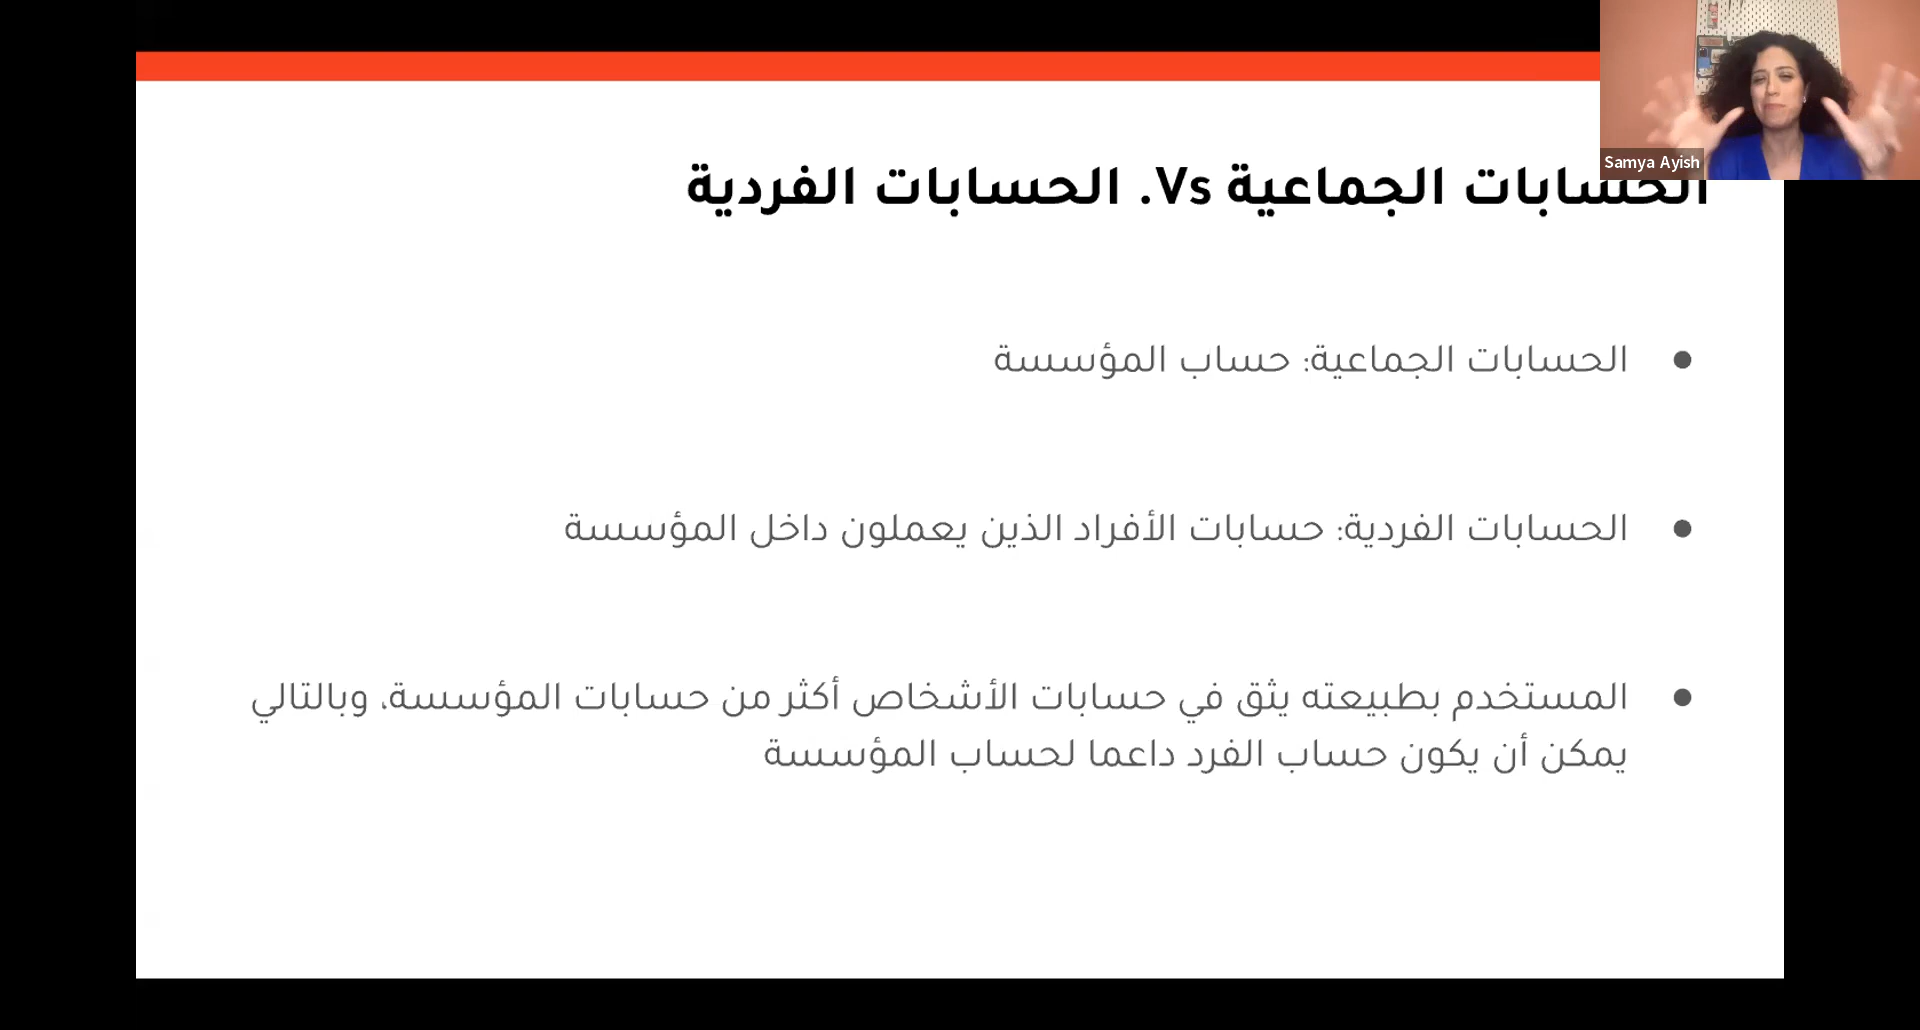 Samya Ayish
الحسابات الجماعية Vs. الحسابات الفردية
الحسابات الجماعية: حساب المؤسسة
الحسابات الفردية: حسابات الأفراد الذين يعملون داخل المؤسسة
المستخدم بطبيعته يثق في حسابات الأشخاص أكثر من حسابات المؤسسة، وبالتالي
يمكن أن يكون حساب الفرد داعما لحساب المؤسسة